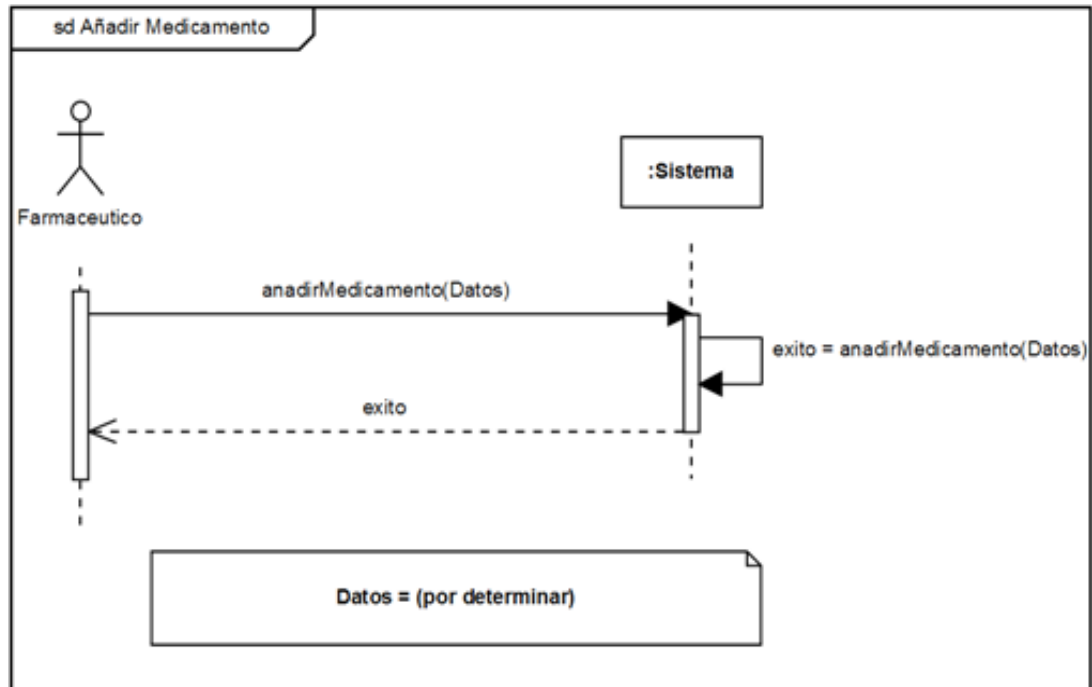 sd Añadir Medicamento
:Sistema
Farmaceutico
anadirMedicamento(Datos)
exito = anadirMedicamento(Datos)
exito
Datos = (por determinar)